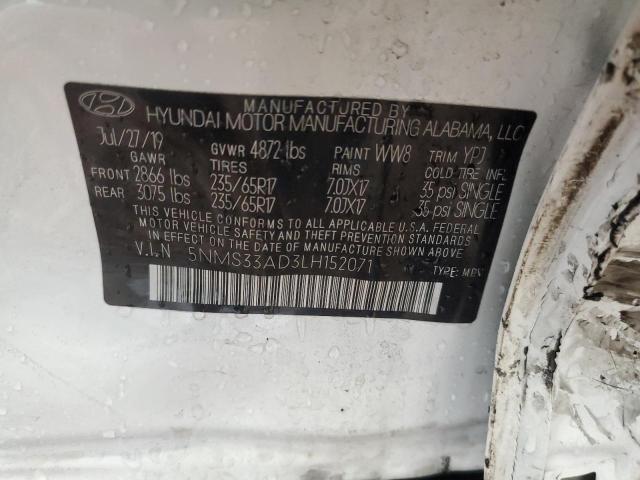 MANUFACTURED BY
HYUNDAI MOTOR MANUFACTURING ALABAMA, LLC
Jul/27/19 GVWR 4872 lbs PAINT WW8 TRIM YPJ
GAWR TIRES RIMS COLD TIRE INFL.
FRONT 2866 lbs 235/65R17 7.0JX17 35 psi SINGLE
REAR 3075 lbs 235/65R17 7.0JX17 35 psi SINGLE
THIS VEHICLE CONFORMS TO ALL APPLICABLE U.S.A. FEDERAL
MOTOR VEHICLE SAFETY, BUMPER, AND THEFT PREVENTION STANDARDS IN
EFFECT ON THE DATE OF MANUFACTURE SHOWN ABOVE.
V.I.N 5NMS33AD3LH152071 TYPE: MPV